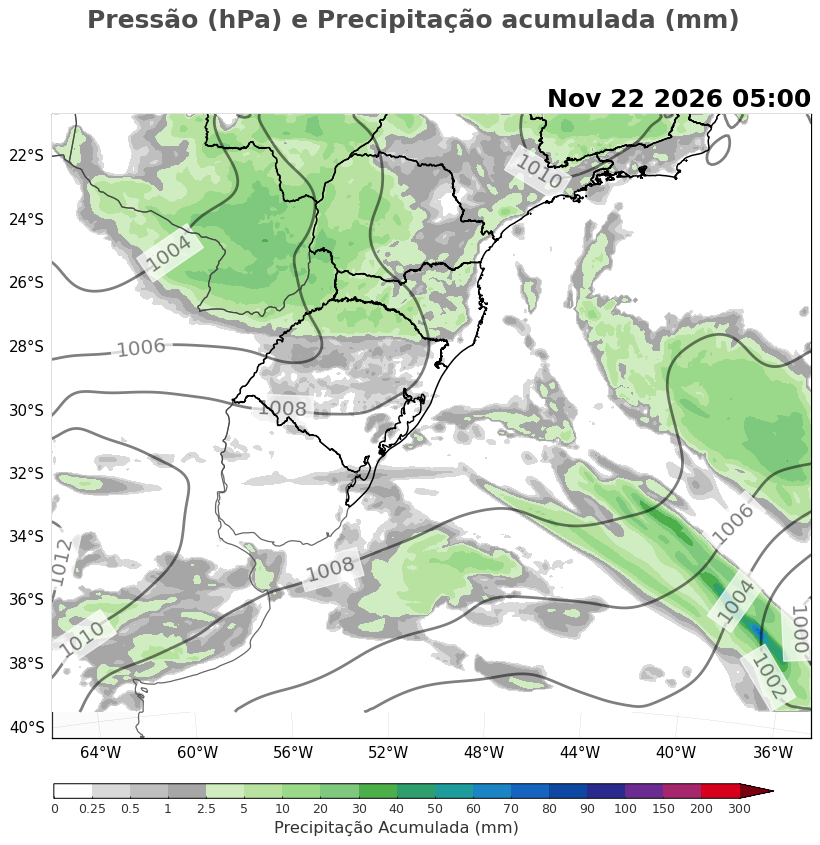 Pressão (hPa) e Precipitação acumulada (mm)
Nov 22 2026 05:00
22°S
24°S
26°S
28°S
30°S
32°S
34°S
36°S
38°S
40°S
1010
1004
1006
1008
1012
1008
1010
1006
1004
1000
1002
64°W 60°W 56°W 52°W 48°W 44°W 40°W 36°W
0 0.25 0.5 1 2.5 5 10 20 30 40 50 60 70 80 90 100 150 200 300
Precipitação Acumulada (mm)